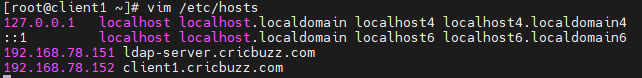 [root@client1 ~]# vim /etc/hosts
127.0.0.1   localhost localhost.localdomain localhost4 localhost4.localdomain4
::1         localhost localhost.localdomain localhost6 localhost6.localdomain6
192.168.78.151 ldap-server.cricbuzz.com
192.168.78.152 client1.cricbuzz.com